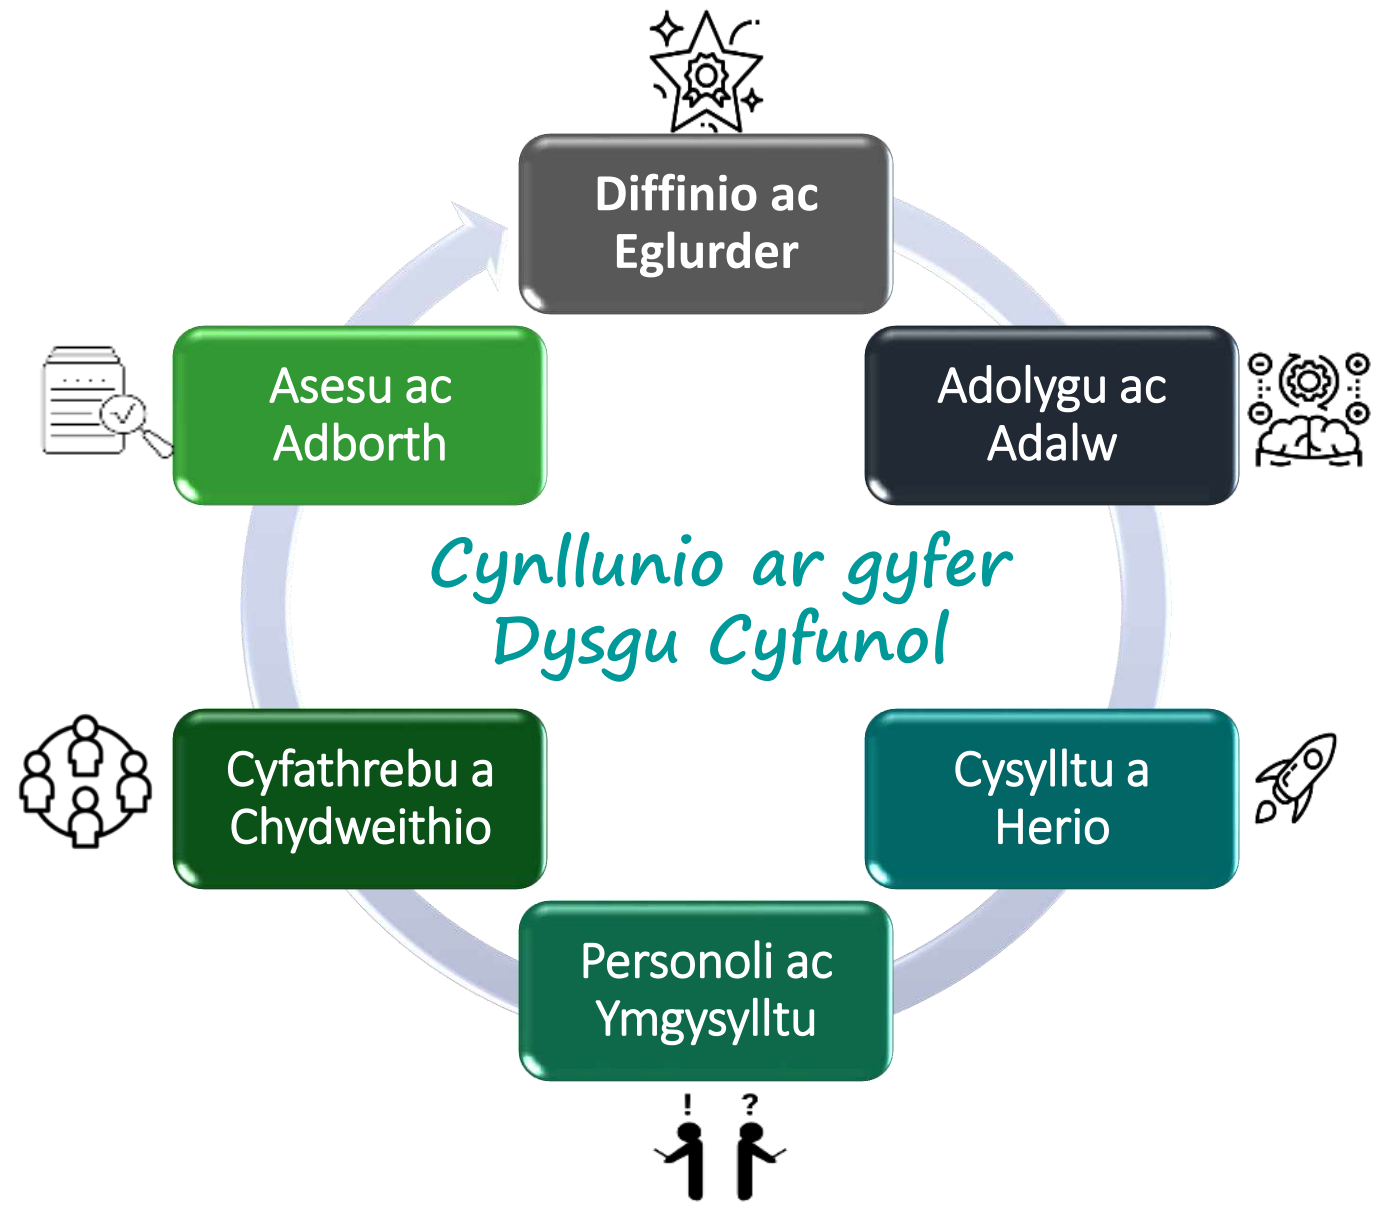 Diffinio ac
Eglurder
Adolygu ac
Adalw
Cysylltu a
Herio
Personoli ac
Ymgysylltu
! ?
Cyfathrebu a
Chydweithio
Asesu ac
Adborth
Cynllunio ar gyfer
Dysgu Cyfunol